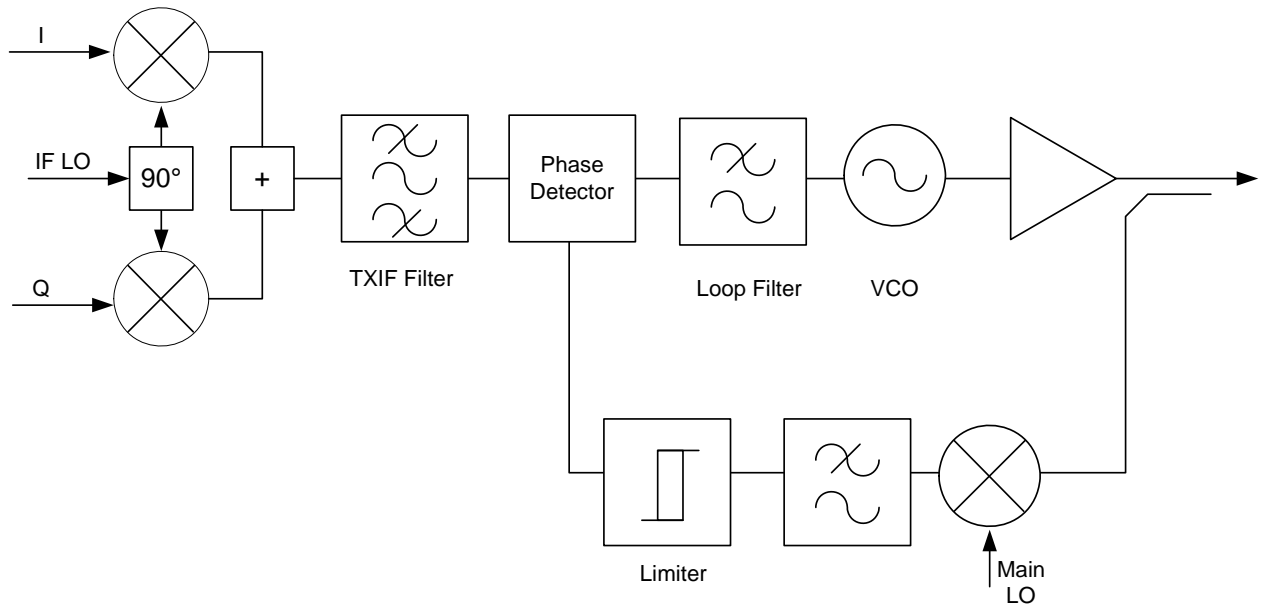 I
IF LO
90°
+
Q
TXIF Filter
Phase
Detector
Loop Filter
VCO
Limiter
Main
LO